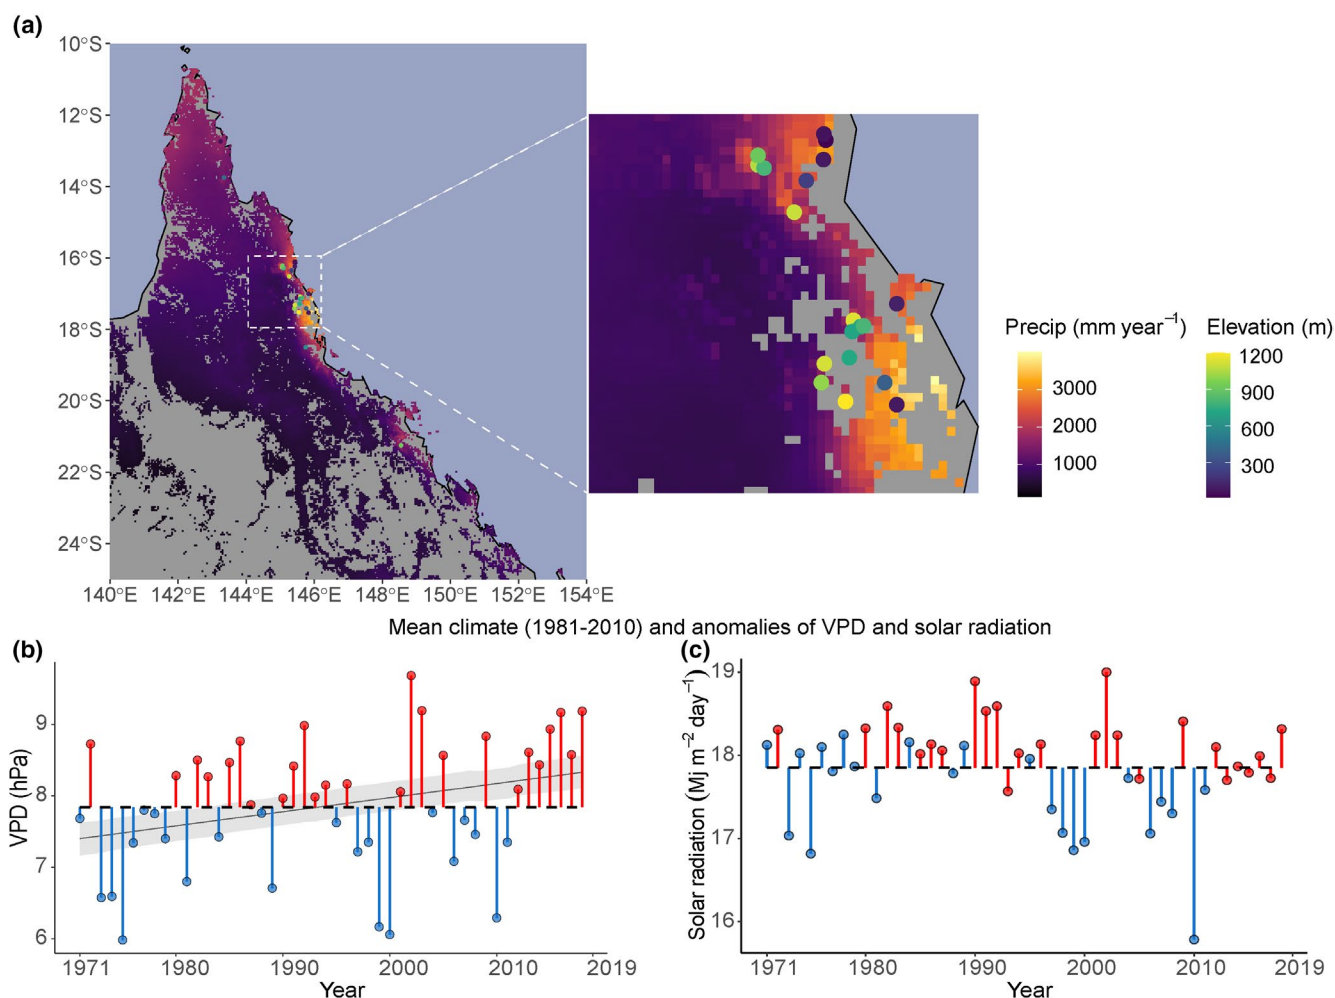 (a)
10°S
12°S
14°S
16°S
18°S
20°S
22°S
24°S
140°E 142°E 144°E 146°E 148°E 150°E 152°E 154°E
Precip (mm year⁻¹)
3000
2000
1000
Elevation (m)
1200
900
600
300
Mean climate (1981-2010) and anomalies of VPD and solar radiation
(b)
VPD (hPa)
9
8
7
6
1971 1980 1990 2000 2010 2019
Year
(c)
Solar radiation (Mj m⁻² day⁻¹)
19
18
17
16
1971 1980 1990 2000 2010 2019
Year